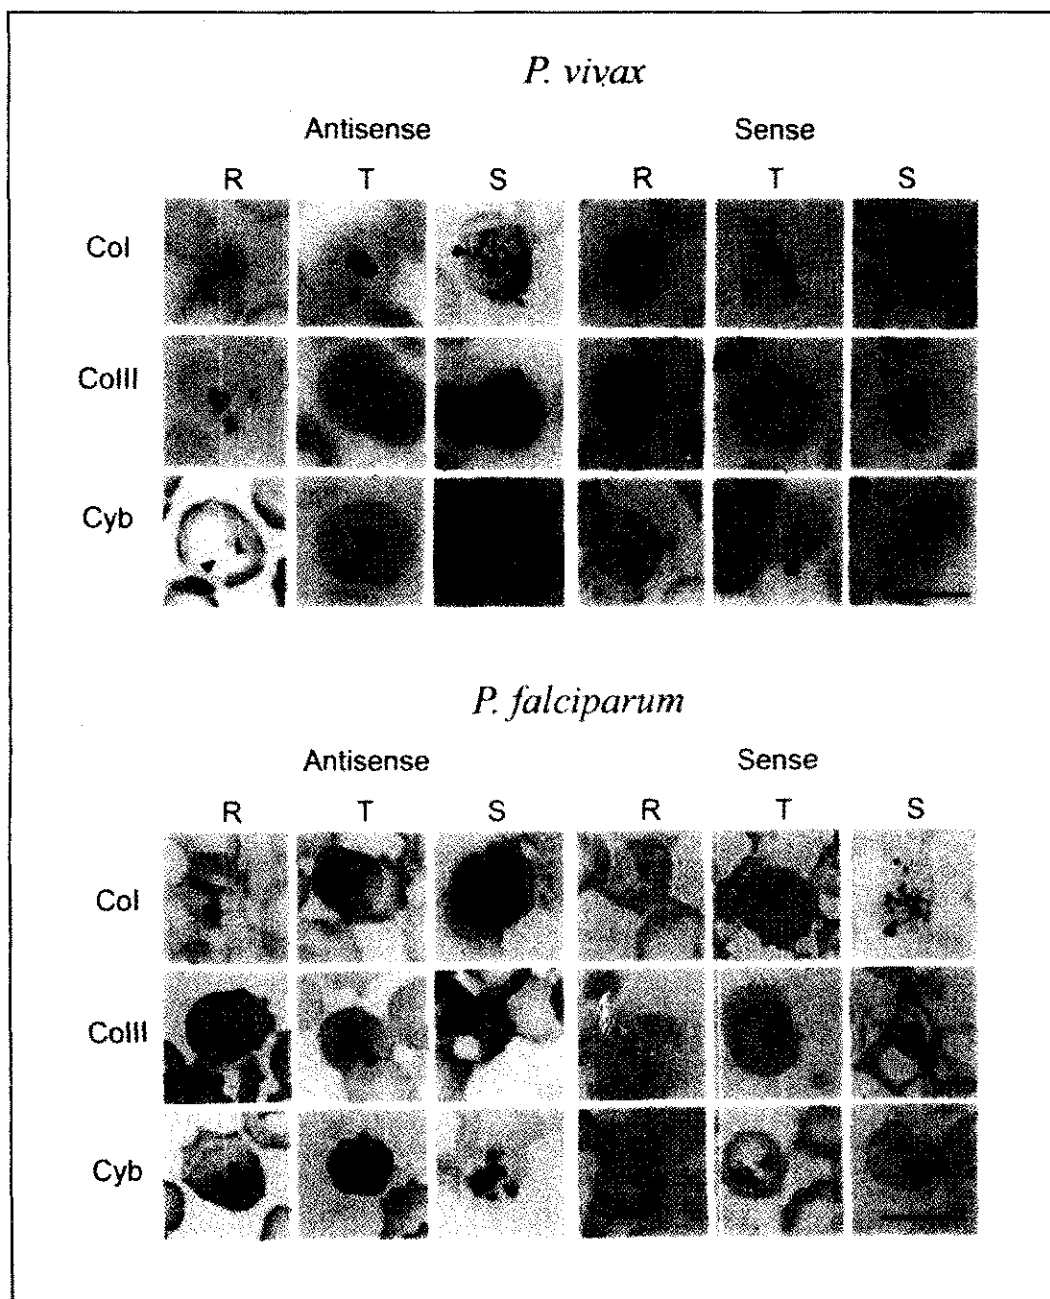 P. vivax
Antisense Sense
R T S R T S
CoI
CoIII
Cyb
P. falciparum
Antisense Sense
R T S R T S
CoI
CoIII
Cyb